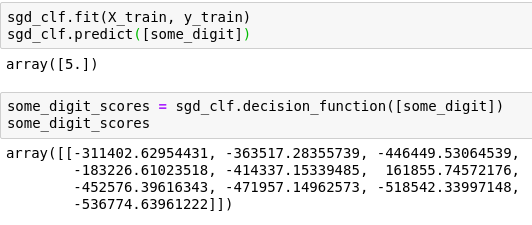 sgd_clf.fit(X_train, y_train)
sgd_clf.predict([some_digit])
array([5.])
some_digit_scores = sgd_clf.decision_function([some_digit])
some_digit_scores
array([[-311402.62954431, -363517.28355739, -446449.53064539,
-183226.61023518, -414337.15339485,  161855.74572176,
-452576.39616343, -471957.14962573, -518542.33997148,
-536774.63961222]])